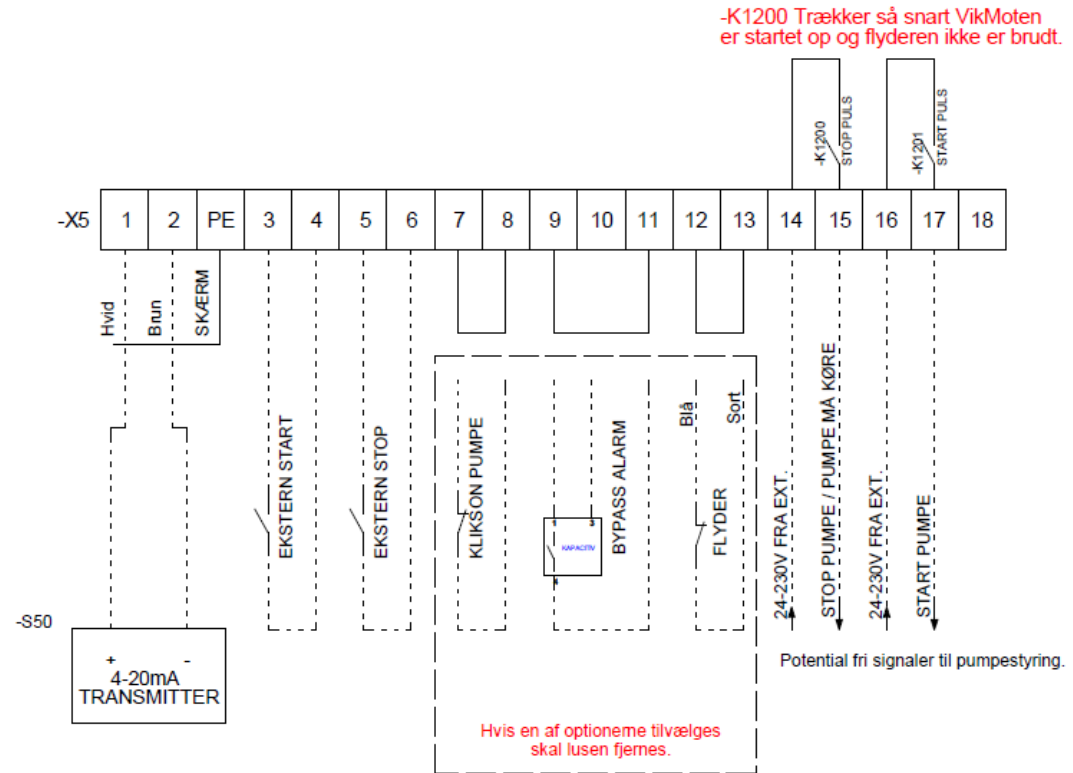 -K1200 Trækker så snart VikMoten
er startet op og flyderen ikke er brudt.
-K1200
STOP PULS
-K1201
START PULS
-X5
1
2
PE
3
4
5
6
7
8
9
10
11
12
13
14
15
16
17
18
Hvid
Brun
SKÆRM
EKSTERN START
EKSTERN STOP
KLIKSON PUMPE
1
3
KAPACITIV
4
BYPASS ALARM
Blå
Sort
FLYDER
24-230V FRA EXT.
STOP PUMPE / PUMPE MÅ KØRE
24-230V FRA EXT.
START PUMPE
-S50
+
-
4-20mA
TRANSMITTER
Potential fri signaler til pumpestyring.
Hvis en af optionerne tilvælges
skal lusen fjernes.